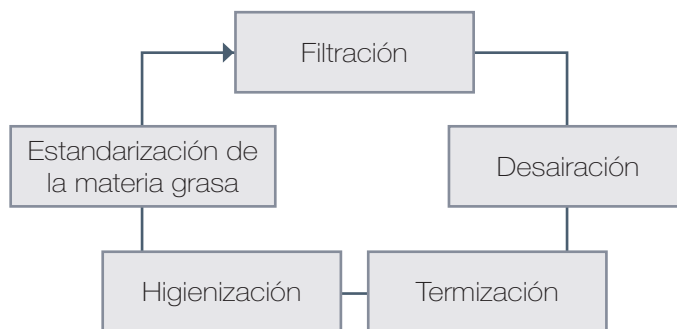 Filtración
Estandarización de
la materia grasa
Desairación
Higienización
Termización